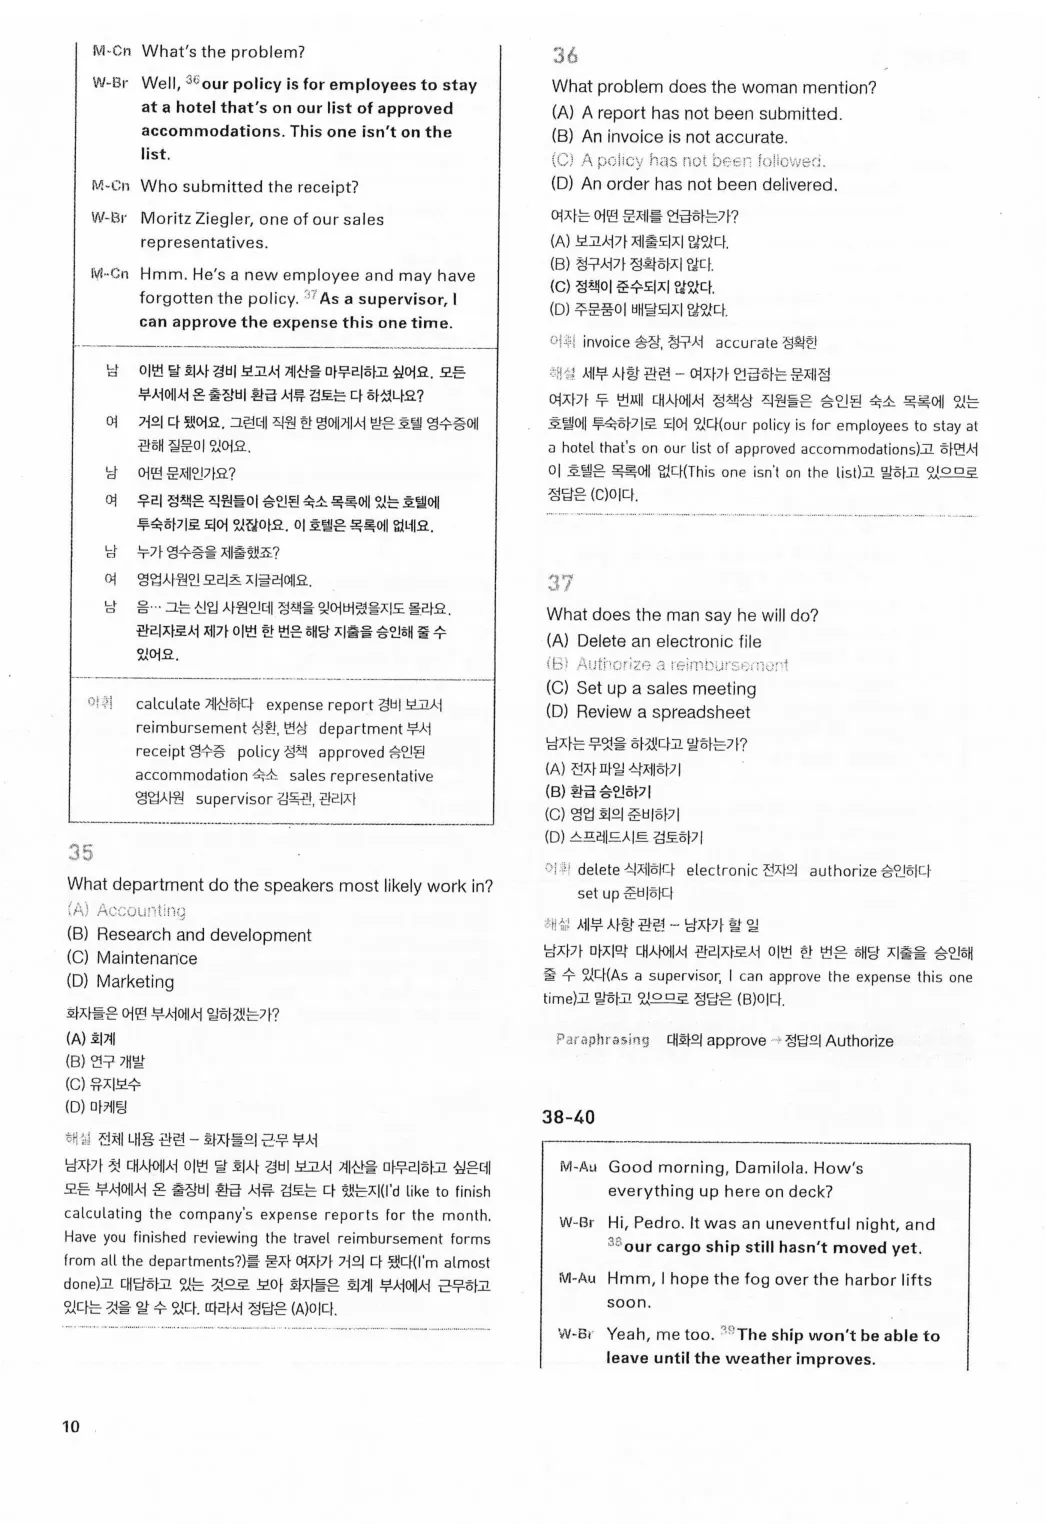 M-Cn What's the problem?
W-Br Well, 36 our policy is for employees to stay
at a hotel that's on our list of approved
accommodations. This one isn't on the
list.
M-Cn Who submitted the receipt?
W-Br Moritz Ziegler, one of our sales
representatives.
M-Cn Hmm. He's a new employee and may have
forgotten the policy. 37 As a supervisor, I
can approve the expense this one time.
남 이번 달 회사 경비 보고서 계산을 마무리하고 싶어요. 모든
부서에서 온 출장비 환급 서류 검토는 다 하셨나요?
여 거의 다 됐어요. 그런데 직원 한 명에게서 받은 호텔 영수증에
관해 질문이 있어요.
남 어떤 문제인가요?
여 우리 정책은 직원들이 승인된 숙소 목록에 있는 호텔에
투숙하기로 되어 있잖아요. 이 호텔은 목록에 없네요.
남 누가 영수증을 제출했죠?
여 영업사원인 모리츠 지글러예요.
남 음… 그는 신입 사원인데 정책을 잊어버렸을지도 몰라요.
관리자로서 제가 이번 한 번은 해당 지출을 승인해 줄 수
있어요.
어휘 calculate 계산하다 expense report 경비 보고서
reimbursement 상환, 변상 department 부서
receipt 영수증 policy 정책 approved 승인된
accommodation 숙소 sales representative
영업사원 supervisor 감독관, 관리자
35
What department do the speakers most likely work in?
(A) Accounting
(B) Research and development
(C) Maintenance
(D) Marketing
화자들은 어떤 부서에서 일하겠는가?
(A) 회계
(B) 연구 개발
(C) 유지보수
(D) 마케팅
해설 전체 내용 관련 – 화자들의 근무 부서
남자가 첫 대사에서 이번 달 회사 경비 보고서 계산을 마무리하고 싶은데
모든 부서에서 온 출장비 환급 서류 검토는 다 했는지(I'd like to finish
calculating the company's expense reports for the month.
Have you finished reviewing the travel reimbursement forms
from all the departments?)를 묻자 여자가 거의 다 됐다(I'm almost
done)고 대답하고 있는 것으로 보아 화자들은 회계 부서에서 근무하고
있다는 것을 알 수 있다. 따라서 정답은 (A)이다.
10
36
What problem does the woman mention?
(A) A report has not been submitted.
(B) An invoice is not accurate.
(C) A policy has not been followed.
(D) An order has not been delivered.
여자는 어떤 문제를 언급하는가?
(A) 보고서가 제출되지 않았다.
(B) 청구서가 정확하지 않다.
(C) 정책이 준수되지 않았다.
(D) 주문품이 배달되지 않았다.
어휘 invoice 송장, 청구서 accurate 정확한
해설 세부 사항 관련 – 여자가 언급하는 문제점
여자가 두 번째 대사에서 정책상 직원들은 승인된 숙소 목록에 있는
호텔에 투숙하기로 되어 있다(our policy is for employees to stay at
a hotel that's on our list of approved accommodations)고 하면서
이 호텔은 목록에 없다(This one isn't on the list)고 말하고 있으므로
정답은 (C)이다.
37
What does the man say he will do?
(A) Delete an electronic file
(B) Authorize a reimbursement
(C) Set up a sales meeting
(D) Review a spreadsheet
남자는 무엇을 하겠다고 말하는가?
(A) 전자 파일 삭제하기
(B) 환급 승인하기
(C) 영업 회의 준비하기
(D) 스프레드시트 검토하기
어휘 delete 삭제하다 electronic 전자의 authorize 승인하다
set up 준비하다
해설 세부 사항 관련 – 남자가 할 일
남자가 마지막 대사에서 관리자로서 이번 한 번은 해당 지출을 승인해
줄 수 있다(As a supervisor, I can approve the expense this one
time)고 말하고 있으므로 정답은 (B)이다.
Paraphrasing 대화의 approve → 정답의 Authorize
38-40
M-Au Good morning, Damilola. How's
everything up here on deck?
W-Br Hi, Pedro. It was an uneventful night, and
38 our cargo ship still hasn't moved yet.
M-Au Hmm, I hope the fog over the harbor lifts
soon.
W-Br Yeah, me too. 39 The ship won't be able to
leave until the weather improves.